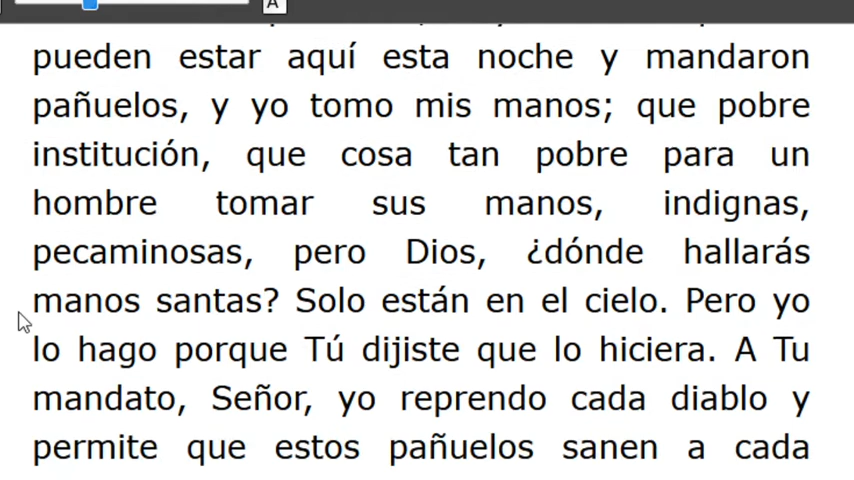 A
pueden estar aquí esta noche y mandaron
pañuelos, y yo tomo mis manos; que pobre
institución, que cosa tan pobre para un
hombre tomar sus manos, indignas,
pecaminosas, pero Dios, ¿dónde hallarás
manos santas? Solo están en el cielo. Pero yo
lo hago porque Tú dijiste que lo hiciera. A Tu
mandato, Señor, yo reprendo cada diablo y
permite que estos pañuelos sanen a cada